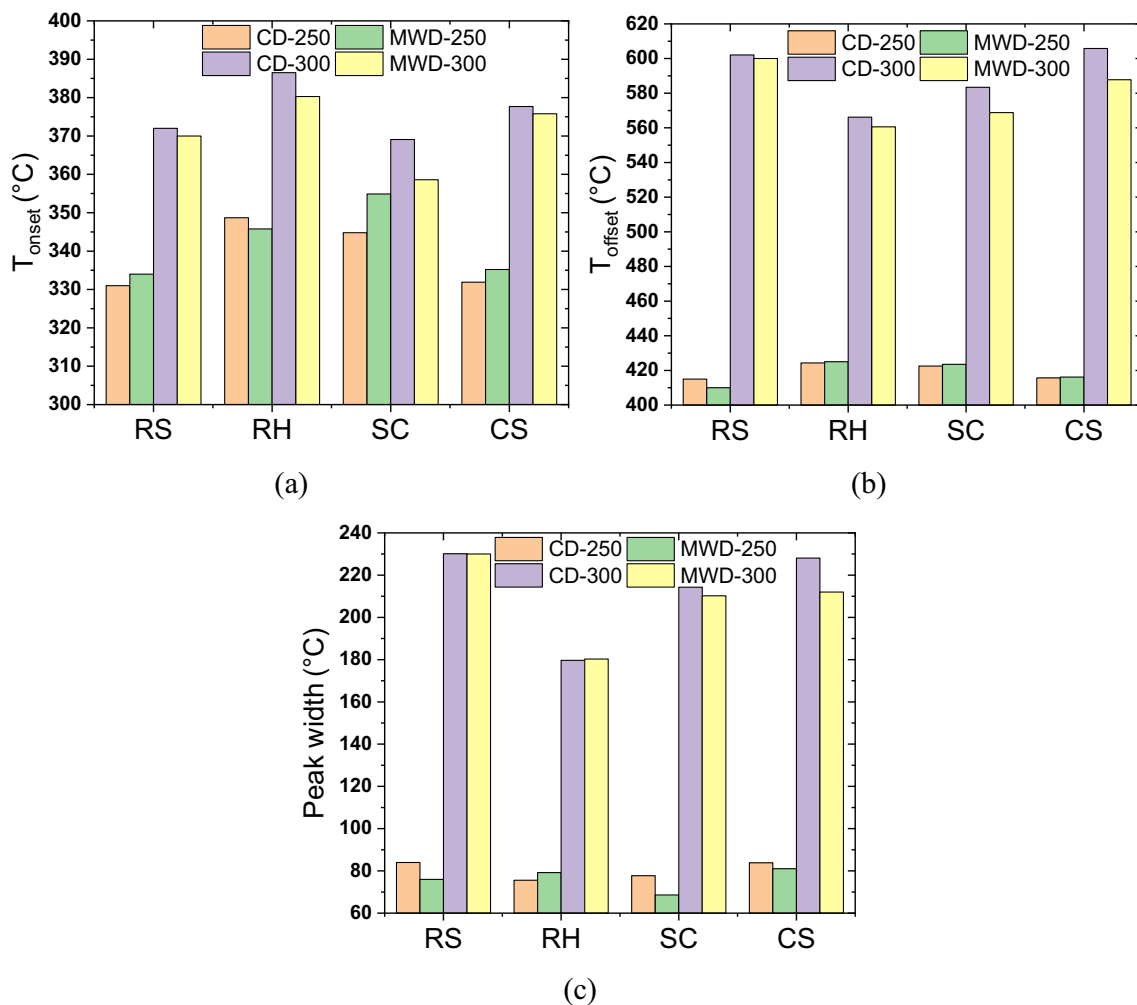 400
390
380
370
360
350
340
330
320
310
300
T_onset (°C)
CD-250 MWD-250
CD-300 MWD-300
RS RH SC CS
(a)
620
600
580
560
540
520
500
480
460
440
420
400
T_offset (°C)
CD-250 MWD-250
CD-300 MWD-300
RS RH SC CS
(b)
240
220
200
180
160
140
120
100
80
60
Peak width (°C)
CD-250 MWD-250
CD-300 MWD-300
RS RH SC CS
(c)